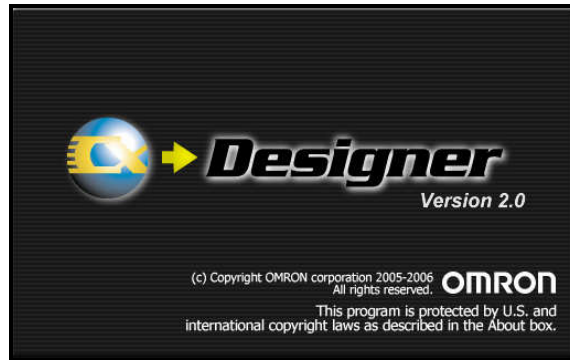 Cx Designer
Version 2.0
(c) Copyright OMRON corporation 2005-2006
All rights reserved.
OMRON
This program is protected by U.S. and
international copyright laws as described in the About box.